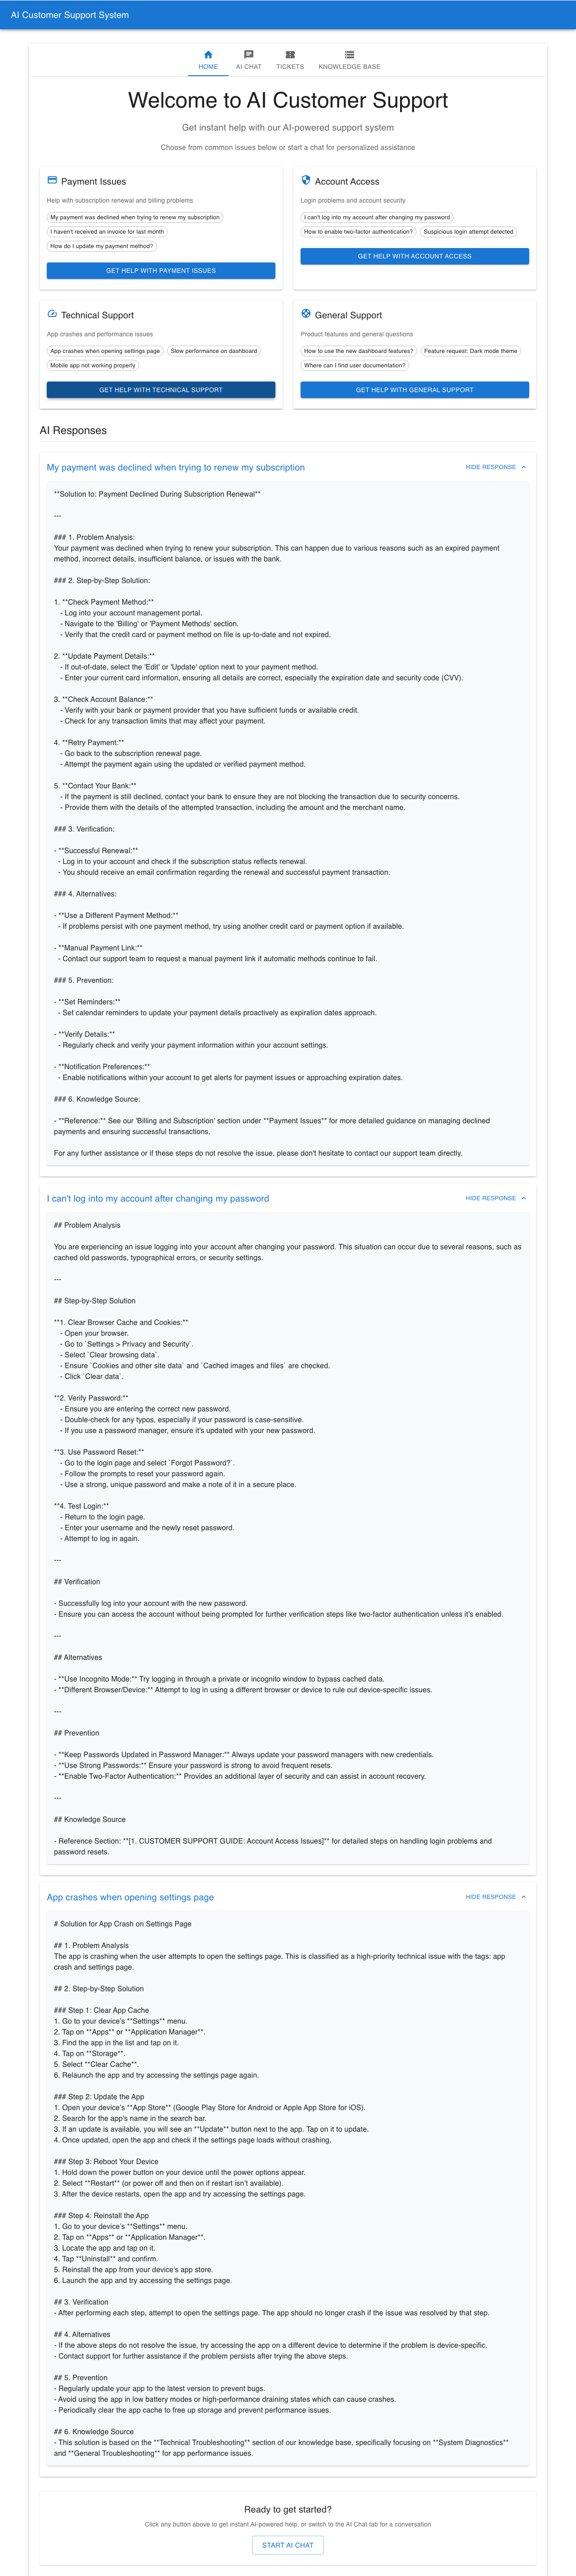 AI Customer Support System
HOME
AI CHAT
TICKETS
KNOWLEDGE BASE
Welcome to AI Customer Support
Get instant help with our AI-powered support system
Choose from common issues below or start a chat for personalized assistance
Payment Issues
Help with subscription renewal and billing problems
My payment was declined when trying to renew my subscription
I haven't received an invoice for last month
How do I update my payment method?
GET HELP WITH PAYMENT ISSUES
Account Access
Login problems and account security
I can't log into my account after changing my password
How to enable two-factor authentication?
Suspicious login attempt detected
GET HELP WITH ACCOUNT ACCESS
Technical Support
App crashes and performance issues
App crashes when opening settings page
Slow performance on dashboard
Mobile app not working properly
GET HELP WITH TECHNICAL SUPPORT
General Support
Product features and general questions
How to use the new dashboard features?
Feature request: Dark mode theme
Where can I find user documentation?
GET HELP WITH GENERAL SUPPORT
AI Responses
My payment was declined when trying to renew my subscription
HIDE RESPONSE
**Solution to: Payment Declined During Subscription Renewal**
---
### 1. Problem Analysis:
Your payment was declined when trying to renew your subscription. This can happen due to various reasons such as an expired payment
method, incorrect details, insufficient balance, or issues with the bank.
### 2. Step-by-Step Solution:
1. **Check Payment Method:**
- Log into your account management portal.
- Navigate to the 'Billing' or 'Payment Methods' section.
- Verify that the credit card or payment method on file is up-to-date and not expired.
2. **Update Payment Details:**
- If out-of-date, select the 'Edit' or 'Update' option next to your payment method.
- Enter your current card information, ensuring all details are correct, especially the expiration date and security code (CVV).
3. **Check Account Balance:**
- Verify with your bank or payment provider that you have sufficient funds or available credit.
- Check for any transaction limits that may affect your payment.
4. **Retry Payment:**
- Go back to the subscription renewal page.
- Attempt the payment again using the updated or verified payment method.
5. **Contact Your Bank:**
- If the payment is still declined, contact your bank to ensure they are not blocking the transaction due to security concerns.
- Provide them with the details of the attempted transaction, including the amount and the merchant name.
### 3. Verification:
- **Successful Renewal:**
- Log in to your account and check if the subscription status reflects renewal.
- You should receive an email confirmation regarding the renewal and successful payment transaction.
### 4. Alternatives:
- **Use a Different Payment Method:**
- If problems persist with one payment method, try using another credit card or payment option if available.
- **Manual Payment Link:**
- Contact our support team to request a manual payment link if automatic methods continue to fail.
### 5. Prevention:
- **Set Reminders:**
- Set calendar reminders to update your payment details proactively as expiration dates approach.
- **Verify Details:**
- Regularly check and verify your payment information within your account settings.
- **Notification Preferences:**
- Enable notifications within your account to get alerts for payment issues or approaching expiration dates.
### 6. Knowledge Source:
- **Reference:** See our 'Billing and Subscription' section under **Payment Issues** for more detailed guidance on managing declined
payments and ensuring successful transactions.
For any further assistance or if these steps do not resolve the issue, please don't hesitate to contact our support team directly.
I can't log into my account after changing my password
HIDE RESPONSE
## Problem Analysis
You are experiencing an issue logging into your account after changing your password. This situation can occur due to several reasons, such as
cached old passwords, typographical errors, or security settings.
---
## Step-by-Step Solution
**1. Clear Browser Cache and Cookies:**
- Open your browser.
- Go to `Settings > Privacy and Security`.
- Select `Clear browsing data`.
- Ensure `Cookies and other site data` and `Cached images and files` are checked.
- Click `Clear data`.
**2. Verify Password:**
- Ensure you are entering the correct new password.
- Double-check for any typos, especially if your password is case-sensitive.
- If you use a password manager, ensure it's updated with your new password.
**3. Use Password Reset:**
- Go to the login page and select `Forgot Password?`.
- Follow the prompts to reset your password again.
- Use a strong, unique password and make a note of it in a secure place.
**4. Test Login:**
- Return to the login page.
- Enter your username and the newly reset password.
- Attempt to log in again.
---
## Verification
- Successfully log into your account with the new password.
- Ensure you can access the account without being prompted for further verification steps like two-factor authentication unless it's enabled.
---
## Alternatives
- **Use Incognito Mode:** Try logging in through a private or incognito window to bypass cached data.
- **Different Browser/Device:** Attempt to log in using a different browser or device to rule out device-specific issues.
---
## Prevention
- **Keep Passwords Updated in Password Manager:** Always update your password managers with new credentials.
- **Use Strong Passwords:** Ensure your password is strong to avoid frequent resets.
- **Enable Two-Factor Authentication:** Provides an additional layer of security and can assist in account recovery.
---
## Knowledge Source
- Reference Section: **[1. CUSTOMER SUPPORT GUIDE: Account Access Issues]** for detailed steps on handling login problems and
password resets.
App crashes when opening settings page
HIDE RESPONSE
# Solution for App Crash on Settings Page
## 1. Problem Analysis
The app is crashing when the user attempts to open the settings page. This is classified as a high-priority technical issue with the tags: app
crash and settings page.
## 2. Step-by-Step Solution
### Step 1: Clear App Cache
1. Go to your device's **Settings** menu.
2. Tap on **Apps** or **Application Manager**.
3. Find the app in the list and tap on it.
4. Tap on **Storage**.
5. Select **Clear Cache**.
6. Relaunch the app and try accessing the settings page again.
### Step 2: Update the App
1. Open your device's **App Store** (Google Play Store for Android or Apple App Store for iOS).
2. Search for the app's name in the search bar.
3. If an update is available, you will see an **Update** button next to the app. Tap on it to update.
4. Once updated, open the app and check if the settings page loads without crashing.
### Step 3: Reboot Your Device
1. Hold down the power button on your device until the power options appear.
2. Select **Restart** (or power off and then on if restart isn't available).
3. After the device restarts, open the app and try accessing the settings page.
### Step 4: Reinstall the App
1. Go to your device's **Settings** menu.
2. Tap on **Apps** or **Application Manager**.
3. Locate the app and tap on it.
4. Tap **Uninstall** and confirm.
5. Reinstall the app from your device's app store.
6. Launch the app and try accessing the settings page.
## 3. Verification
- After performing each step, attempt to open the settings page. The app should no longer crash if the issue was resolved by that step.
## 4. Alternatives
- If the above steps do not resolve the issue, try accessing the app on a different device to determine if the problem is device-specific.
- Contact support for further assistance if the problem persists after trying the above steps.
## 5. Prevention
- Regularly update your app to the latest version to prevent bugs.
- Avoid using the app in low battery modes or high-performance draining states which can cause crashes.
- Periodically clear the app cache to free up storage and prevent performance issues.
## 6. Knowledge Source
- This solution is based on the **Technical Troubleshooting** section of our knowledge base, specifically focusing on **System Diagnostics**
and **General Troubleshooting** for app performance issues.
Ready to get started?
Click any button above to get instant AI-powered help, or switch to the AI Chat tab for a conversation
START AI CHAT